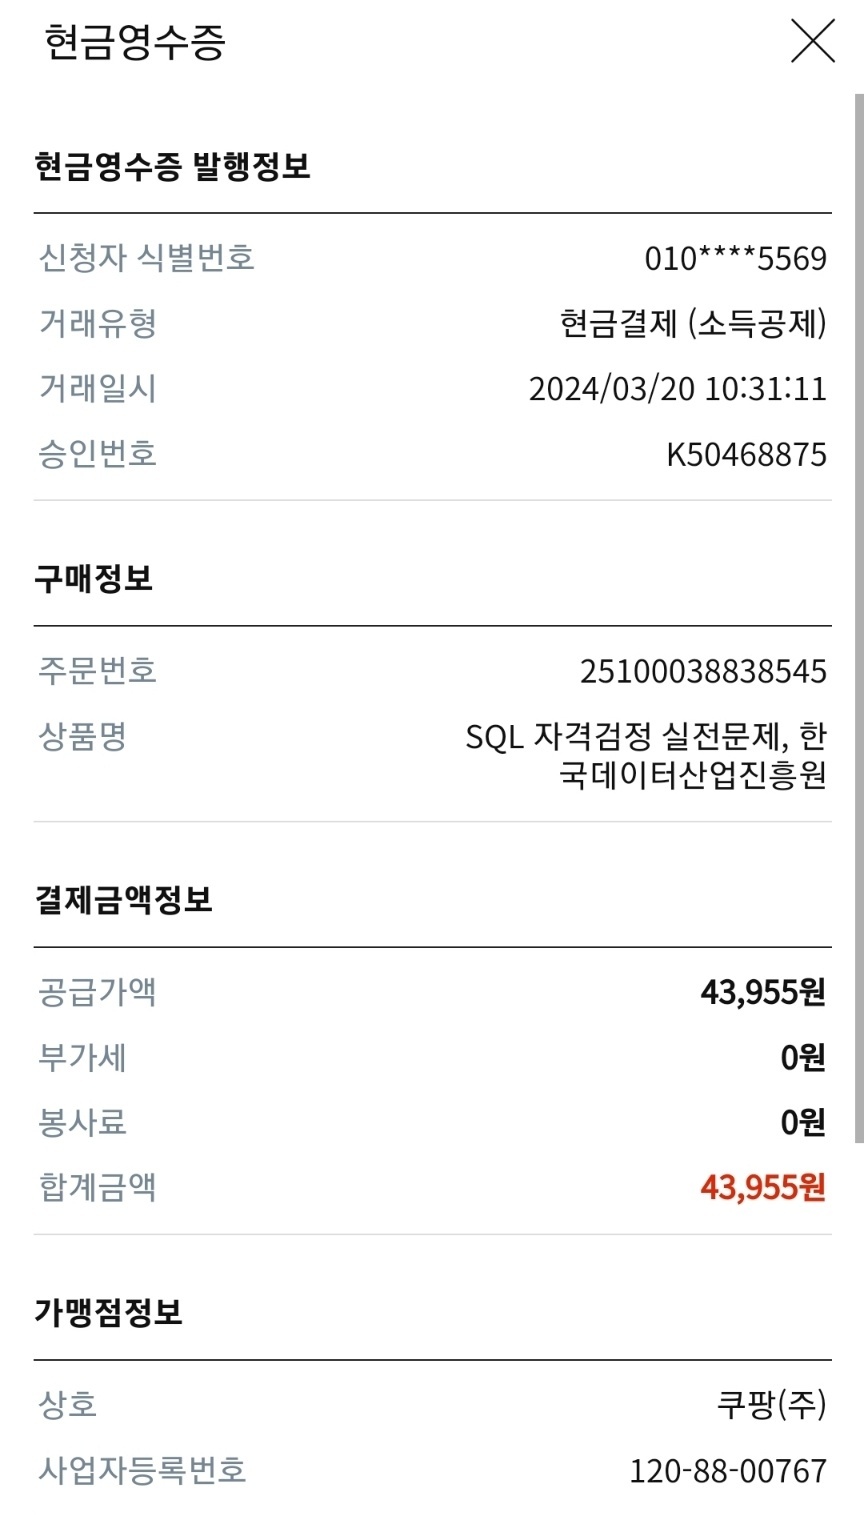 현금영수증
현금영수증 발행정보
신청자 식별번호 010****5569
거래유형 현금결제 (소득공제)
거래일시 2024/03/20 10:31:11
승인번호 K50468875
구매정보
주문번호 25100038838545
상품명 SQL 자격검정 실전문제, 한
국데이터산업진흥원
결제금액정보
공급가액 43,955원
부가세 0원
봉사료 0원
합계금액 43,955원
가맹점정보
상호 쿠팡(주)
사업자등록번호 120-88-00767